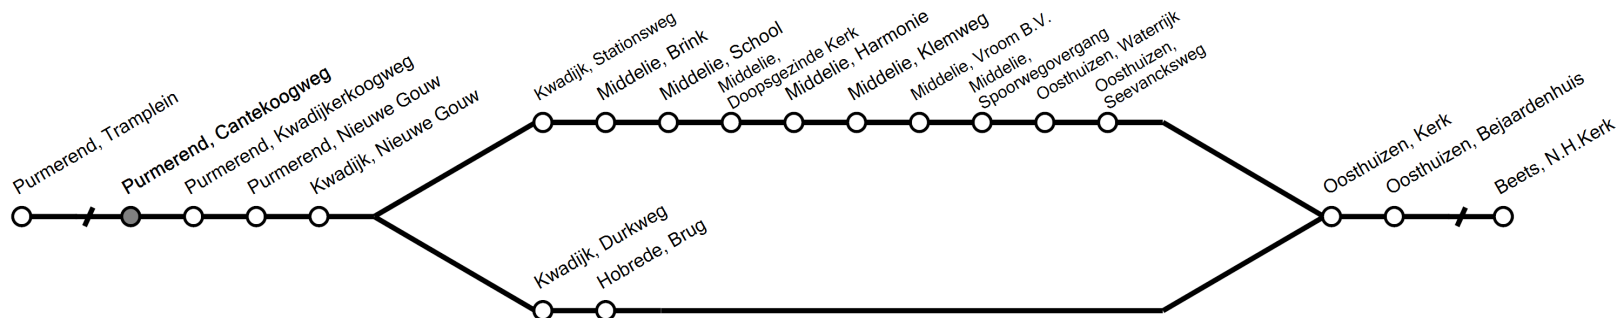 Purmerend, Tramplein
Purmerend, Cantekoogweg
Purmerend, Kwadijkerkoogweg
Purmerend, Nieuwe Gouw
Kwadijk, Nieuwe Gouw
Kwadijk, Stationsweg
Middelie, Brink
Middelie, School
Middelie,
Doopsgezinde Kerk
Middelie, Harmonie
Middelie, Klemweg
Middelie, Vroom B.V.
Middelie,
Spoorwegovergang
Oosthuizen, Waterrijk
Oosthuizen,
Seevancksweg
Kwadijk, Durkweg
Hobrede, Brug
Oosthuizen, Kerk
Oosthuizen, Bejaardenhuis
Beets, N.H.Kerk